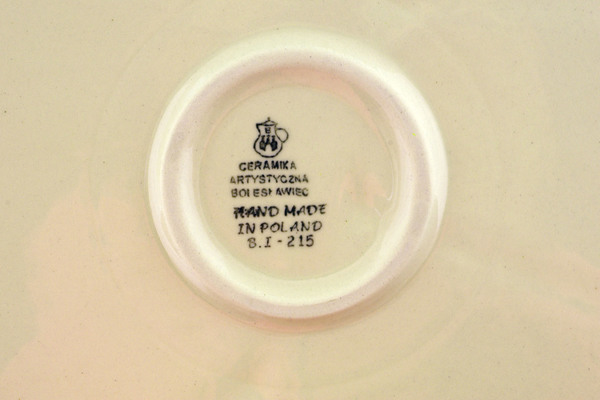 CERAMIKA
ARTYSTYCZNA
BOLESŁAWIEC
HAND MADE
IN POLAND
B.I - 215